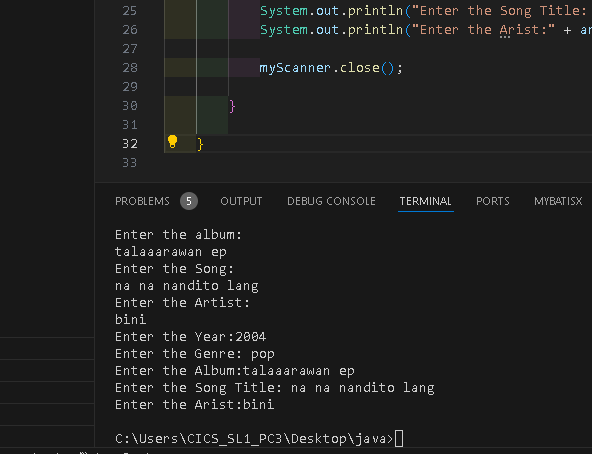 25 System.out.println("Enter the Song Title:
26 System.out.println("Enter the Arist:" + ar
27
28 myScanner.close();
29
30 }
31
32 }
33
PROBLEMS 5 OUTPUT DEBUG CONSOLE TERMINAL PORTS MYBATISX
Enter the album:
talaaarawan ep
Enter the Song:
na na nandito lang
Enter the Artist:
bini
Enter the Year:2004
Enter the Genre: pop
Enter the Album:talaaarawan ep
Enter the Song Title: na na nandito lang
Enter the Arist:bini
C:\Users\CICS_SL1_PC3\Desktop\java>